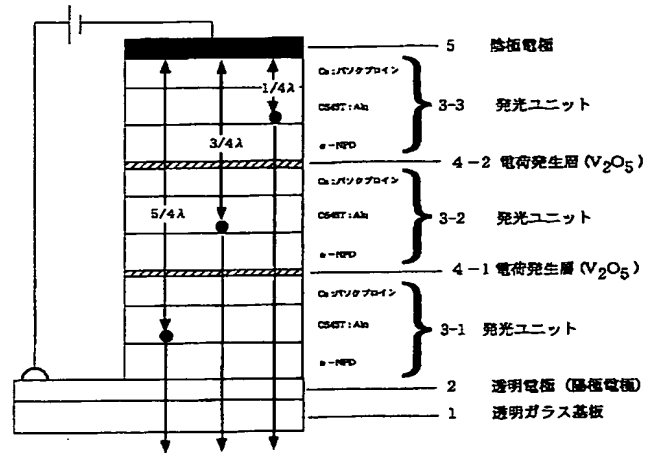 5 陰極電極
Cs:バソクプロイン
1/4λ
3-3 発光ユニット
C545T:Alq
3/4λ
α-NPD
4-2 電荷発生層 (V2O5)
Cs:バソクプロイン
5/4λ
C545T:Alq
3-2 発光ユニット
α-NPD
4-1 電荷発生層 (V2O5)
Cs:バソクプロイン
C545T:Alq
3-1 発光ユニット
α-NPD
2 透明電極 (陽極電極)
1 透明ガラス基板